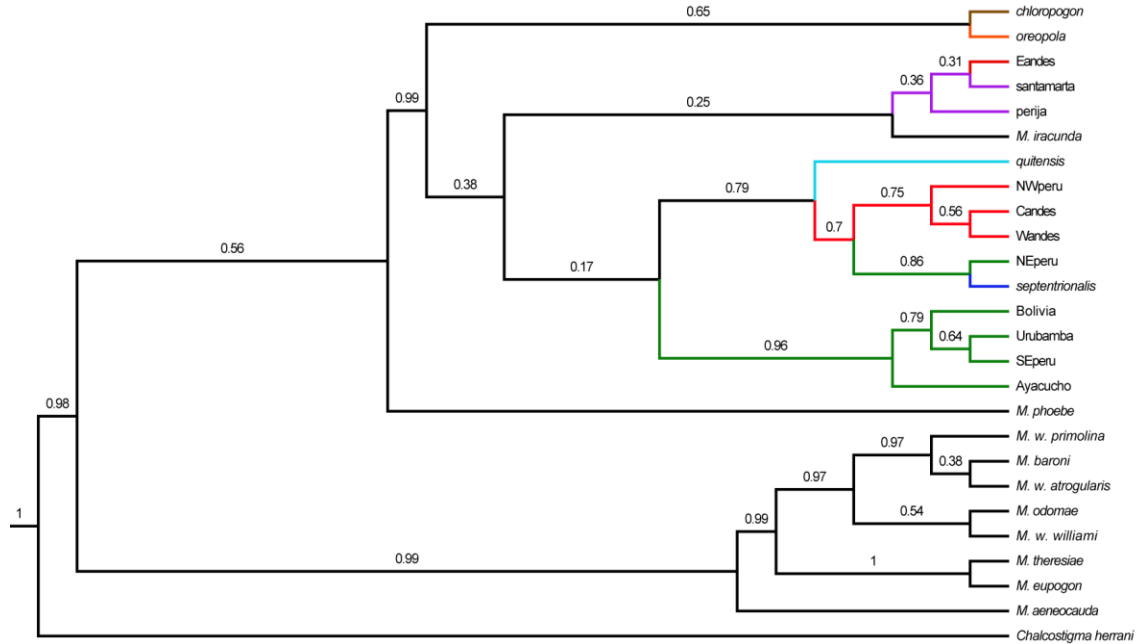 0.65
chloropogon
oreopola
0.31
Eandes
0.36
santamarta
0.99
0.25
perija
M. iracunda
quitensis
0.38
0.79
0.75
NWperu
0.7
0.56
Candes
Wandes
0.56
0.17
0.86
NEperu
septentrionalis
0.79
Bolivia
0.64
Urubamba
0.96
SEperu
Ayacucho
0.98
M. phoebe
0.97
M. w. primolina
0.38
M. baroni
0.97
M. w. atrogularis
0.54
M. odomae
1
0.99
M. w. williami
0.99
1
M. theresiae
M. eupogon
M. aeneocauda
Chalcostigma herrani